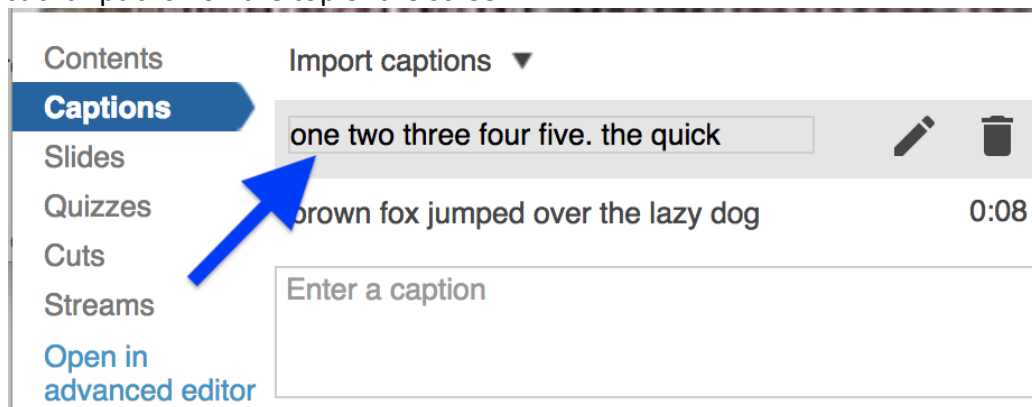 Contents
Import captions
Captions
one two three four five. the quick
Slides
Quizzes
brown fox jumped over the lazy dog 0:08
Cuts
Enter a caption
Streams
Open in
advanced editor